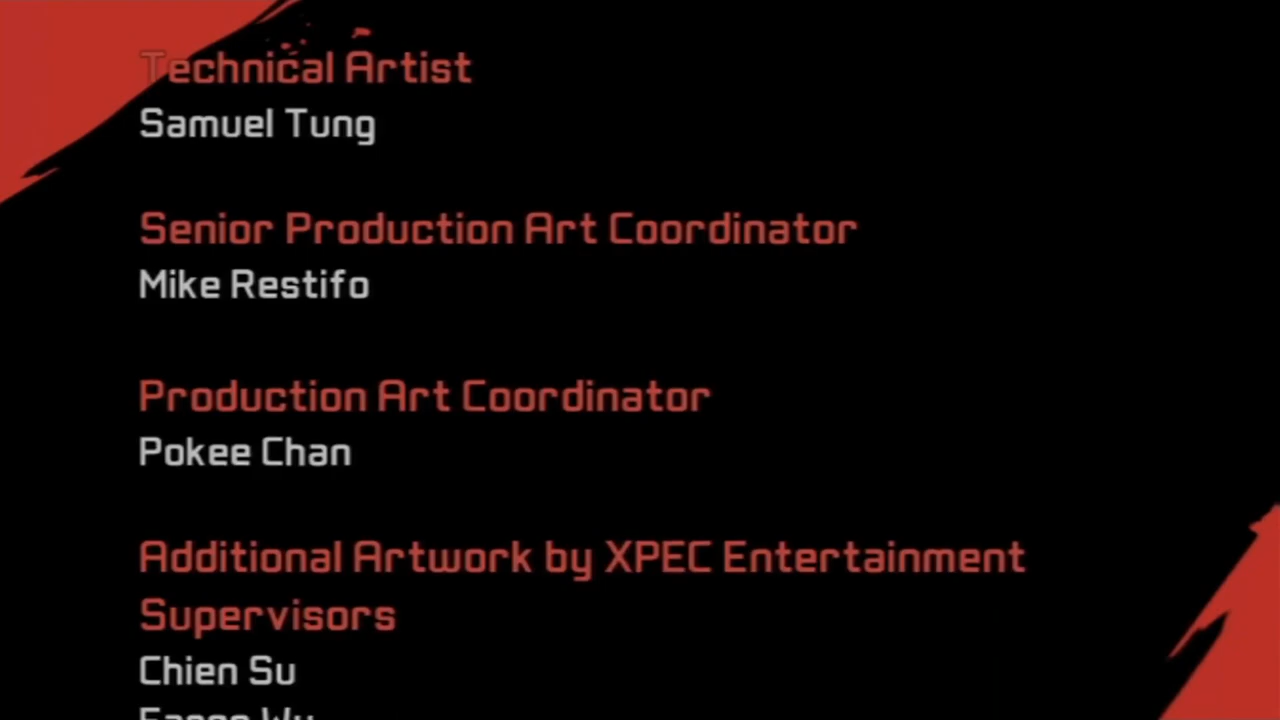 Technical Artist
Samuel Tung
Senior Production Art Coordinator
Mike Restifo
Production Art Coordinator
Pokee Chan
Additional Artwork by XPEC Entertainment
Supervisors
Chien Su